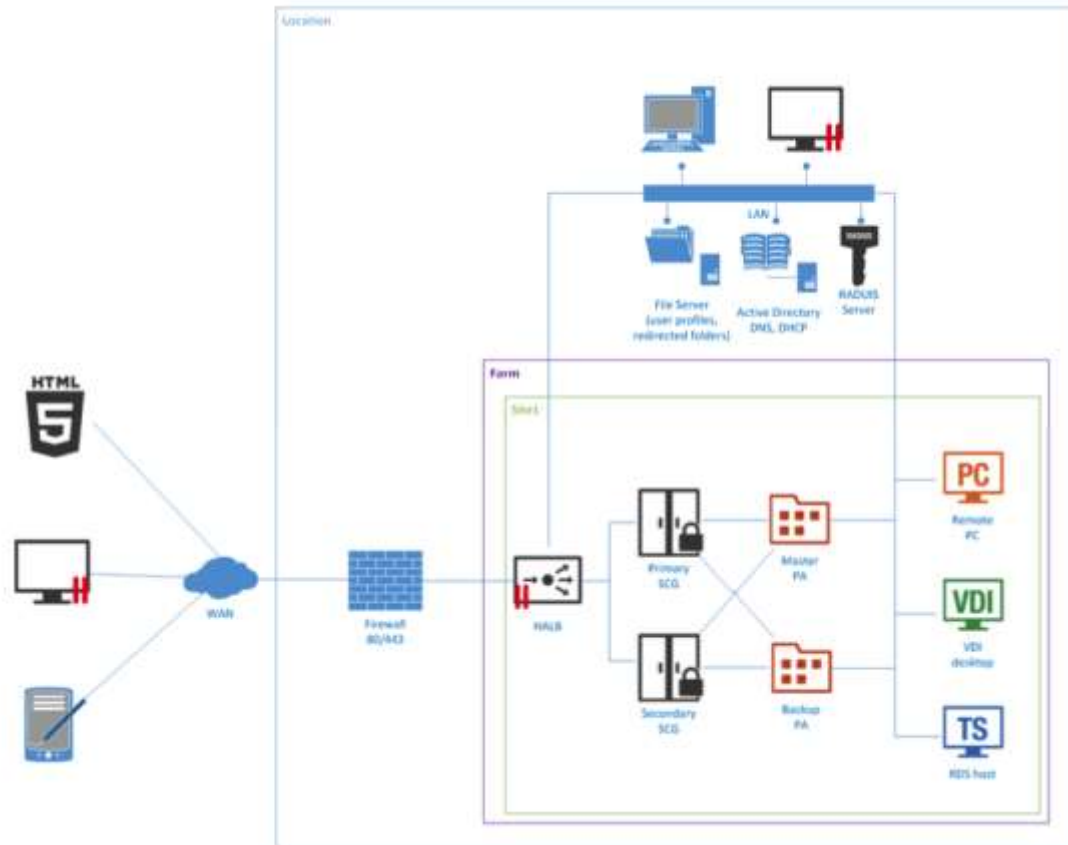 Location
LAN
File Server
(user profiles,
redirected folders)
Active Directory
DNS, DHCP
RADUIS
Server
Farm
Site1
HTML
5
WAN
Firewall
80/443
HALB
Primary
SCG
Secondary
SCG
Master
PA
Backup
PA
PC
Remote
PC
VDI
VDI
desktop
TS
RDS host